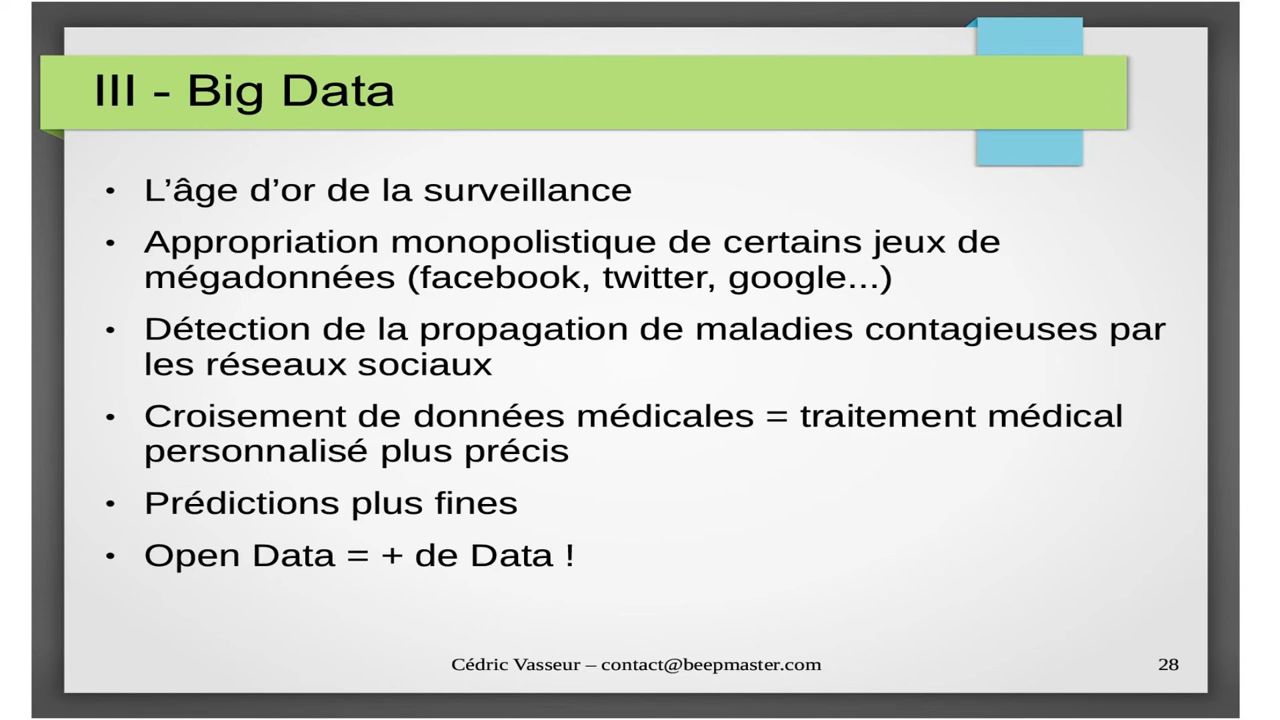 III - Big Data
• L’âge d’or de la surveillance
• Appropriation monopolistique de certains jeux de
mégadonnées (facebook, twitter, google...)
• Détection de la propagation de maladies contagieuses par
les réseaux sociaux
• Croisement de données médicales = traitement médical
personnalisé plus précis
• Prédictions plus fines
• Open Data = + de Data !
Cédric Vasseur – contact@beepmaster.com
28